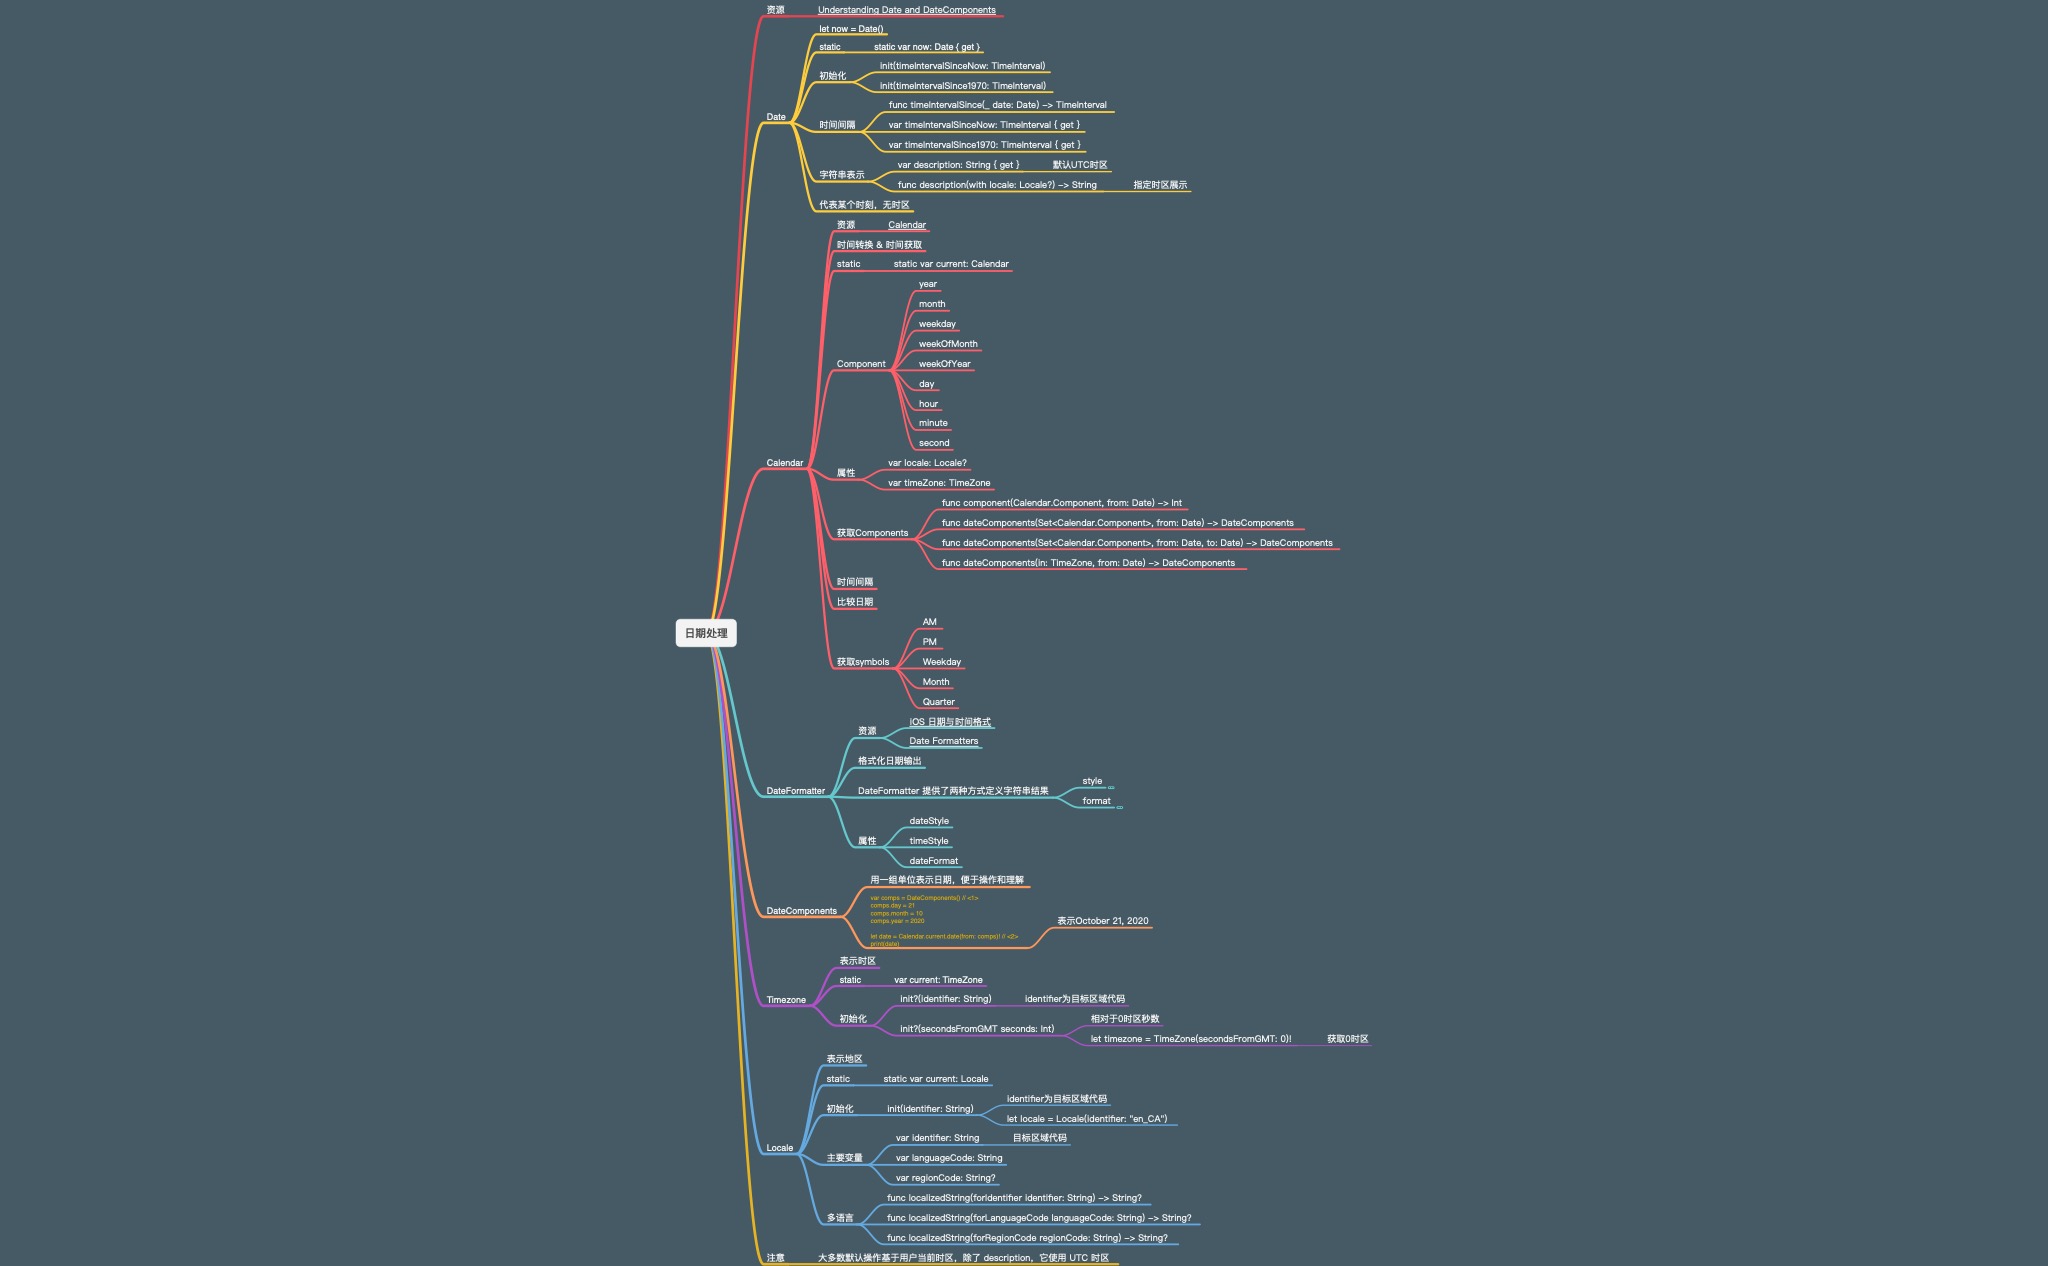 资源
Understanding Date and DateComponents
let now = Date()
static
static var now: Date { get }
初始化
init(timeIntervalSinceNow: TimeInterval)
init(timeIntervalSince1970: TimeInterval)
Date
时间间隔
func timeIntervalSince(_ date: Date) -> TimeInterval
var timeIntervalSinceNow: TimeInterval { get }
var timeIntervalSince1970: TimeInterval { get }
字符串表示
var description: String { get }
默认UTC时区
func description(with locale: Locale?) -> String
指定时区展示
代表某个时刻，无时区
资源
Calendar
时间转换 & 时间获取
static
static var current: Calendar
Component
year
month
weekday
weekOfMonth
weekOfYear
day
hour
minute
second
Calendar
属性
var locale: Locale?
var timeZone: TimeZone
获取Components
func component(Calendar.Component, from: Date) -> Int
func dateComponents(Set<Calendar.Component>, from: Date) -> DateComponents
func dateComponents(Set<Calendar.Component>, from: Date, to: Date) -> DateComponents
func dateComponents(in: TimeZone, from: Date) -> DateComponents
时间间隔
比较日期
获取symbols
AM
PM
Weekday
Month
Quarter
日期处理
资源
iOS 日期与时间格式
Date Formatters
格式化日期输出
DateFormatter
DateFormatter 提供了两种方式定义字符串结果
style
format
属性
dateStyle
timeStyle
dateFormat
DateComponents
用一组单位表示日期，便于操作和理解
var comps = DateComponents() // <1>
comps.day = 21
comps.month = 10
comps.year = 2020
let date = Calendar.current.date(from: comps)! // <2>
print(date)
表示October 21, 2020
Timezone
表示时区
static
var current: TimeZone
初始化
init?(identifier: String)
identifier为目标区域代码
init?(secondsFromGMT seconds: Int)
相对于0时区秒数
let timezone = TimeZone(secondsFromGMT: 0)!
获取0时区
表示地区
static
static var current: Locale
初始化
init(identifier: String)
identifier为目标区域代码
let locale = Locale(identifier: "en_CA")
Locale
主要变量
var identifier: String
目标区域代码
var languageCode: String
var regionCode: String?
多语言
func localizedString(forIdentifier identifier: String) -> String?
func localizedString(forLanguageCode languageCode: String) -> String?
func localizedString(forRegionCode regionCode: String) -> String?
注意
大多数默认操作基于用户当前时区，除了 description，它使用 UTC 时区